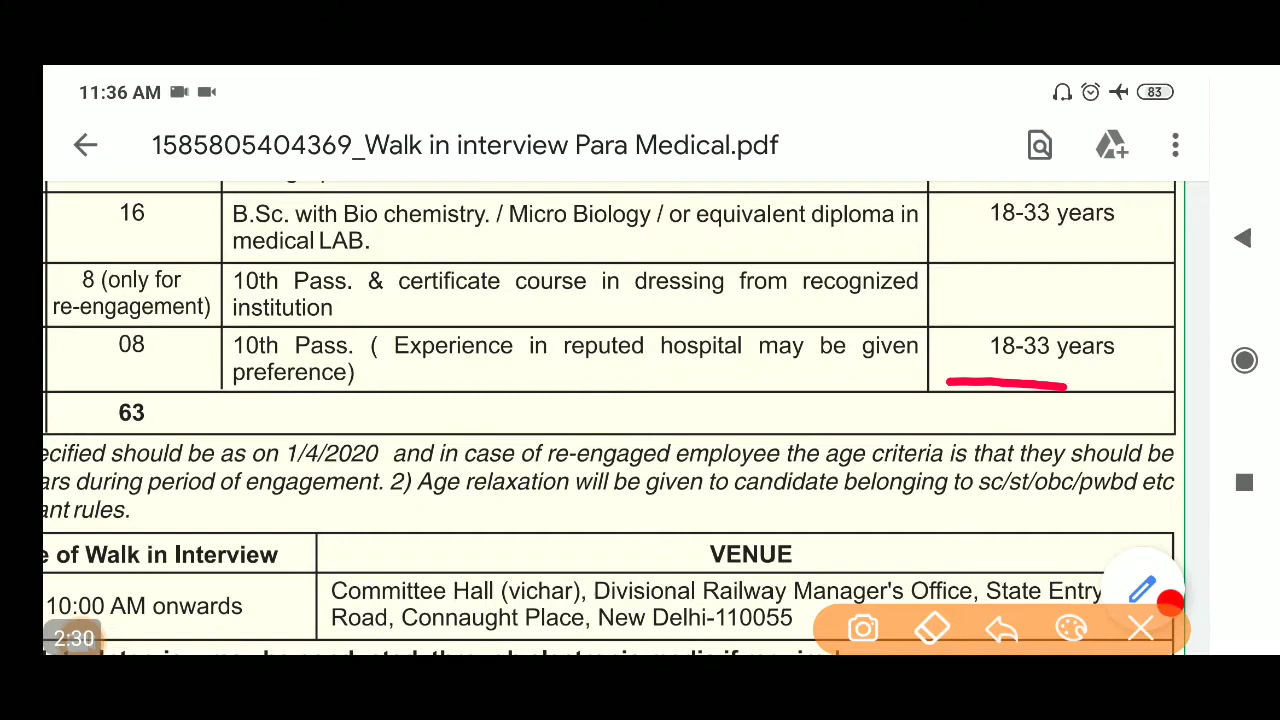 11:36 AM
83
1585805404369_Walk in interview Para Medical.pdf
16
B.Sc. with Bio chemistry. / Micro Biology / or equivalent diploma in
medical LAB.
18-33 years
8 (only for
re-engagement)
10th Pass. & certificate course in dressing from recognized
institution
08
10th Pass. ( Experience in reputed hospital may be given
preference)
18-33 years
63
ecified should be as on 1/4/2020 and in case of re-engaged employee the age criteria is that they should be
ars during period of engagement. 2) Age relaxation will be given to candidate belonging to sc/st/obc/pwbd etc
ant rules.
e of Walk in Interview
VENUE
10:00 AM onwards
Committee Hall (vichar), Divisional Railway Manager's Office, State Entry
Road, Connaught Place, New Delhi-110055
2:30